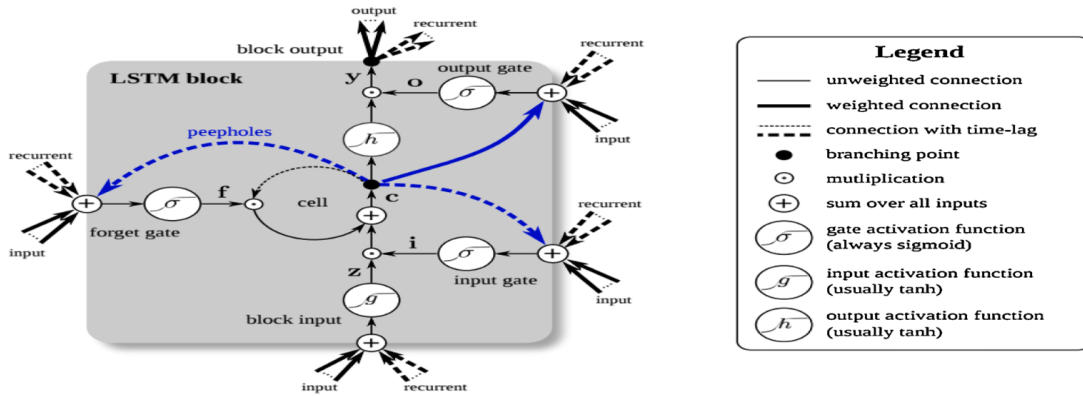 output
recurrent
block output
LSTM block
y
o
output gate
σ
recurrent
input
h
peepholes
recurrent
f
σ
cell
c
forget gate
input
recurrent
i
σ
z
input gate
input
g
block input
input
recurrent
Legend
unweighted connection
weighted connection
connection with time-lag
branching point
mutliplication
sum over all inputs
σ
gate activation function
(always sigmoid)
g
input activation function
(usually tanh)
h
output activation function
(usually tanh)